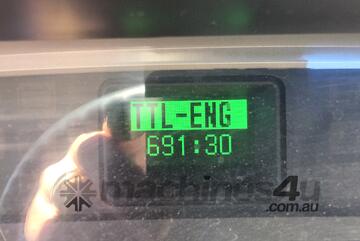 TTL-ENG
691:30
machines4u
.com.au